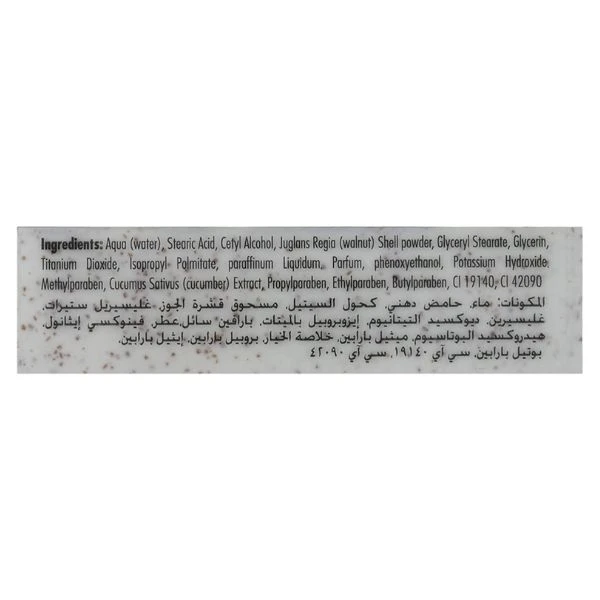 Ingredients: Aqua (water), Stearic Acid, Cetyl Alcohol, Juglans Regia (walnut) Shell powder, Glyceryl Stearate, Glycerin,
Titanium Dioxide, Isopropyl Palmitate, paraffinum Liquidum, Parfum, phenoxyethanol, Potassium Hydroxide
Methylparaben, Cucumus Sativus (cucumber) Extract, Propylparaben, Ethylparaben, Butylparaben, CI 19140, CI 42090
المكونات: ماء, حامض دهني, كحول السيتيل, مسحوق قشرة الجوز, غليسيريل ستيرات,
غليسيرين, ديوكسيد التيتانيوم, إيزوبروبيل بالميتات, بارافين سائل, عطر, فينوكسي إيثانول,
هيدروكسيد البوتاسيوم, ميثيل بارابين, خلاصة الخيار, بروبيل بارابين, إيثيل بارابين,
بوتيل بارابين, سي آي ١٩١٤٠, سي آي ٤٢٠٩٠